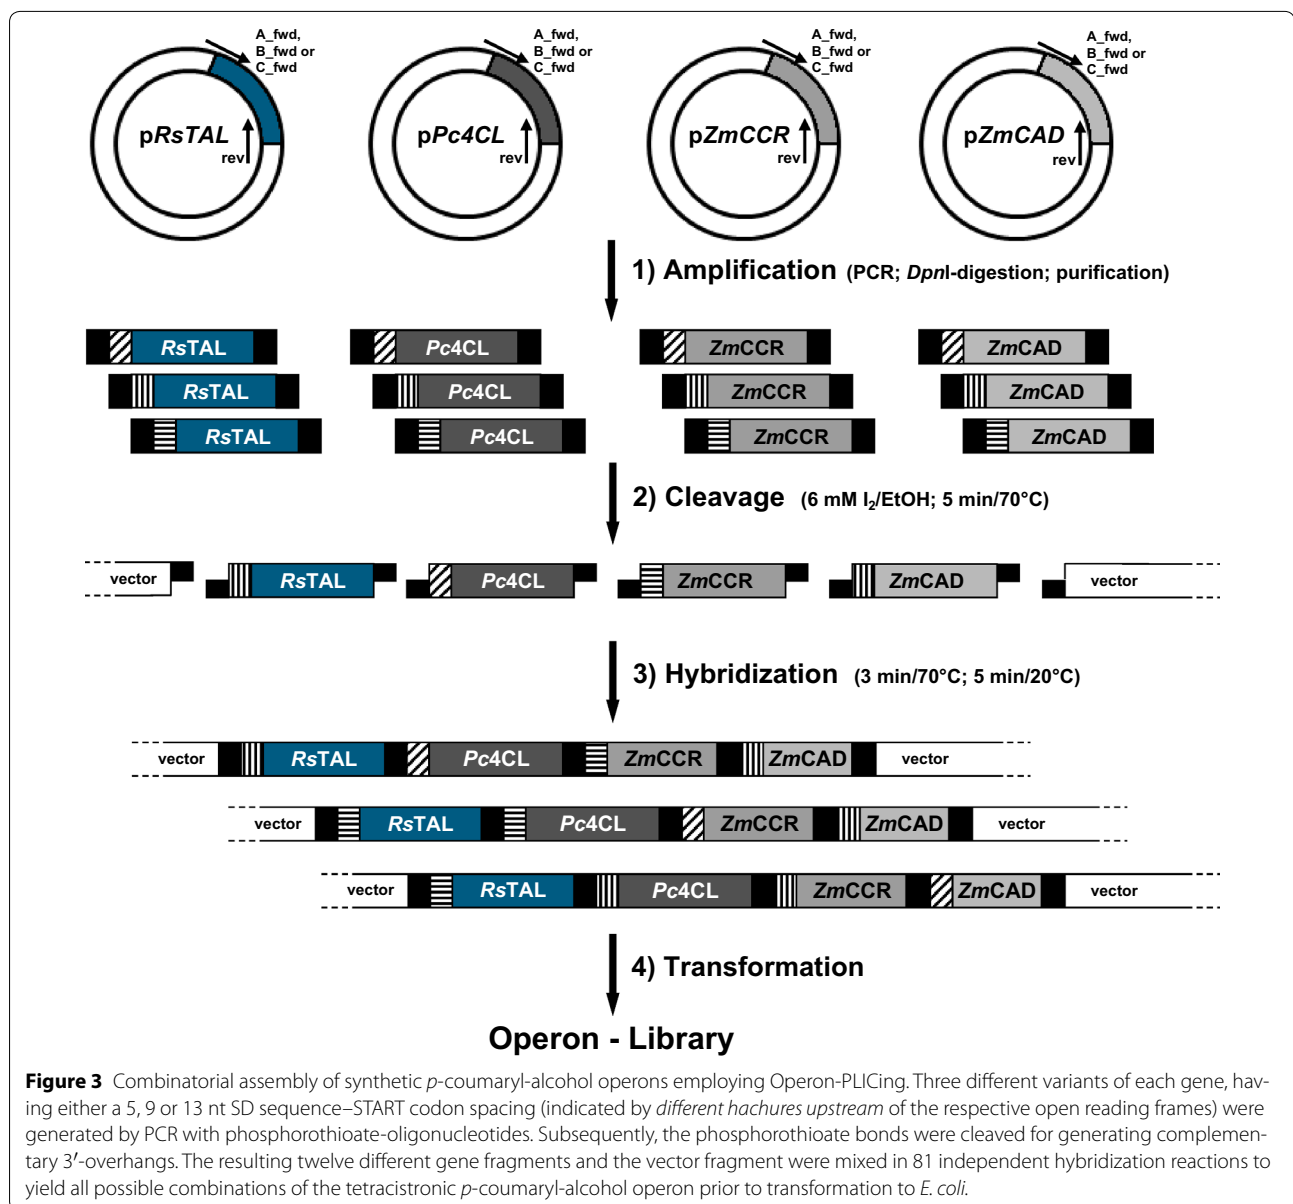 A_fwd,
B_fwd or
C_fwd
pRsTAL
rev
A_fwd,
B_fwd or
C_fwd
pPc4CL
rev
A_fwd,
B_fwd or
C_fwd
pZmCCR
rev
A_fwd,
B_fwd or
C_fwd
pZmCAD
rev
1) Amplification (PCR; DpnI-digestion; purification)
RsTAL Pc4CL ZmCCR ZmCAD
RsTAL Pc4CL ZmCCR ZmCAD
RsTAL Pc4CL ZmCCR ZmCAD
2) Cleavage (6 mM I₂/EtOH; 5 min/70°C)
vector RsTAL Pc4CL ZmCCR ZmCAD vector
3) Hybridization (3 min/70°C; 5 min/20°C)
vector RsTAL Pc4CL ZmCCR ZmCAD vector
vector RsTAL Pc4CL ZmCCR ZmCAD vector
vector RsTAL Pc4CL ZmCCR ZmCAD vector
4) Transformation
Operon - Library
Figure 3 Combinatorial assembly of synthetic p-coumaryl-alcohol operons employing Operon-PLICing. Three different variants of each gene, hav-
ing either a 5, 9 or 13 nt SD sequence–START codon spacing (indicated by different hachures upstream of the respective open reading frames) were
generated by PCR with phosphorothioate-oligonucleotides. Subsequently, the phosphorothioate bonds were cleaved for generating complemen-
tary 3′-overhangs. The resulting twelve different gene fragments and the vector fragment were mixed in 81 independent hybridization reactions to
yield all possible combinations of the tetracistronic p-coumaryl-alcohol operon prior to transformation to E. coli.